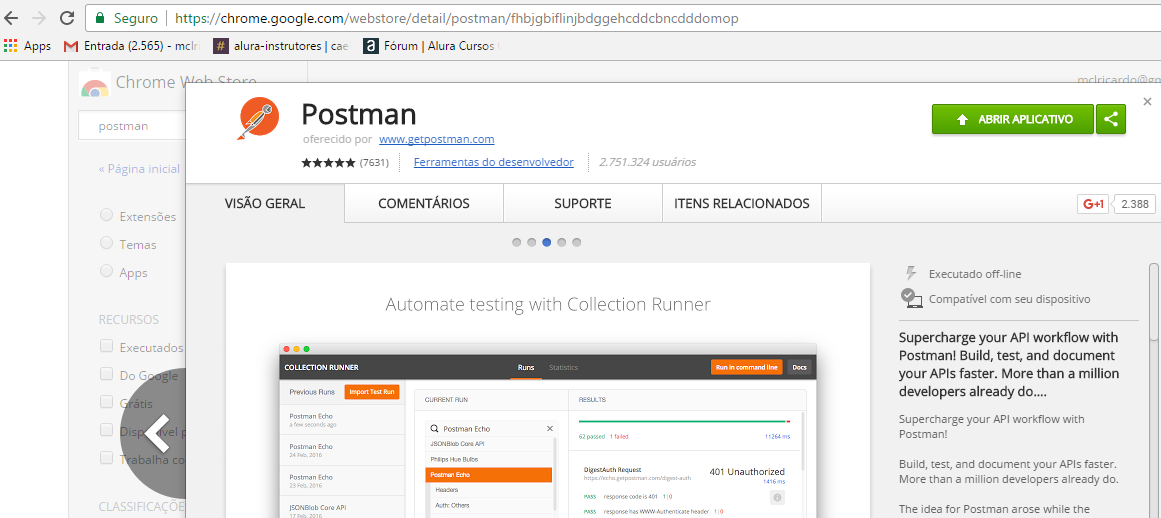 Seguro https://chrome.google.com/webstore/detail/postman/fhbjgbiflinjbdggehcddcbncdddomop
Apps Entrada (2.565) - mclri alura-instrutores | cae Fórum | Alura Cursos
Chrome Web Store
mclricardo@gm
postman
« Página inicial
Extensões
Temas
Apps
RECURSOS
Executados
Do Google
Grátis
Disponível p
Trabalha co
CLASSIFICAÇÕE
Postman
oferecido por www.getpostman.com
(7631) Ferramentas do desenvolvedor 2.751.324 usuários
ABRIR APLICATIVO
VISÃO GERAL COMENTÁRIOS SUPORTE ITENS RELACIONADOS
G+1 2.388
Automate testing with Collection Runner
COLLECTION RUNNER Runs Statistics Run in command line Docs
Previous Runs Import Test Run
Postman Echo
a few seconds ago
Postman Echo
24 Feb, 2016
Postman Echo
23 Feb, 2016
JSONBlob Core API
17 Feb, 2016
CURRENT RUN
Postman Echo
JSONBlob Core API
Philips Hue Bulbs
Postman Echo
Headers
Auth: Others
RESULTS
62 passed 1 failed 11264 ms
DigestAuth Request 401 Unauthorized
https://echo.getpostman.com/digest-auth 1416 ms
PASS response code is 401 1 | 0
PASS response has WWW-Authenticate header 1 | 0
Executado off-line
Compatível com seu dispositivo
Supercharge your API workflow with
Postman! Build, test, and document
your APIs faster. More than a million
developers already do....
Supercharge your API workflow with
Postman!
Build, test, and document your APIs faster.
More than a million developers already do.
The idea for Postman arose while the